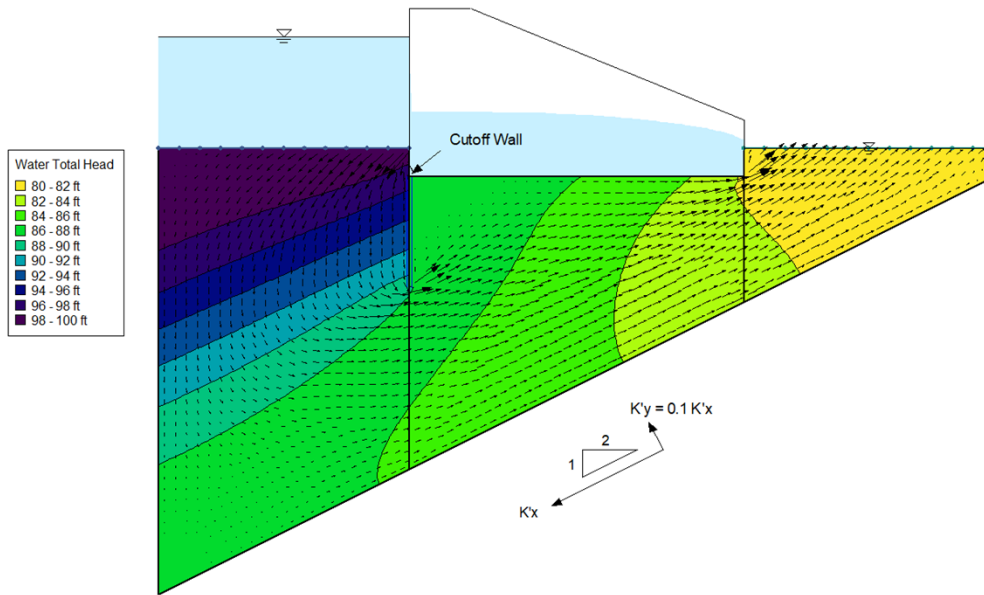 Cutoff Wall
Water Total Head
80 - 82 ft
82 - 84 ft
84 - 86 ft
86 - 88 ft
88 - 90 ft
90 - 92 ft
92 - 94 ft
94 - 96 ft
96 - 98 ft
98 - 100 ft
K'y = 0.1 K'x
2
1
K'x